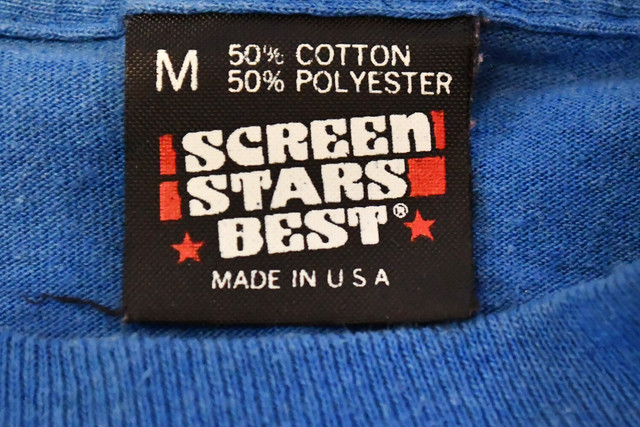 M 50% COTTON
50% POLYESTER
SCREEN
STARS
BEST®
MADE IN U S A